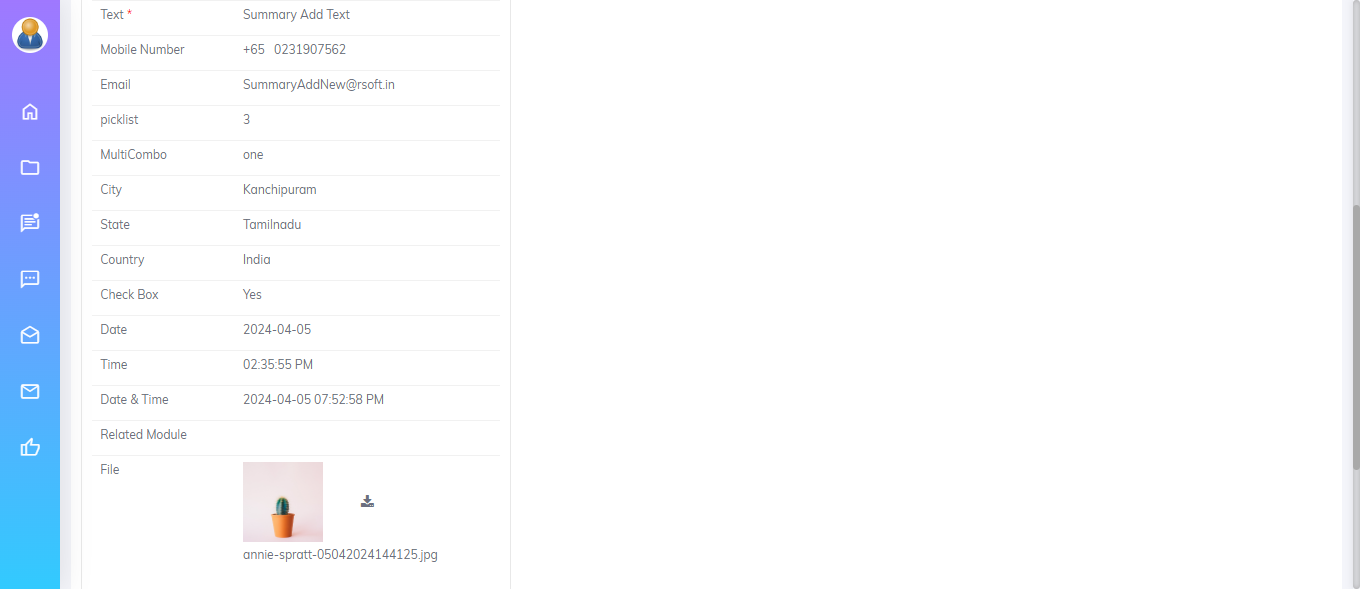 Text * Summary Add Text
Mobile Number +65 0231907562
Email SummaryAddNew@rsoft.in
picklist 3
MultiCombo one
City Kanchipuram
State Tamilnadu
Country India
Check Box Yes
Date 2024-04-05
Time 02:35:55 PM
Date & Time 2024-04-05 07:52:58 PM
Related Module
File
annie-spratt-05042024144125.jpg